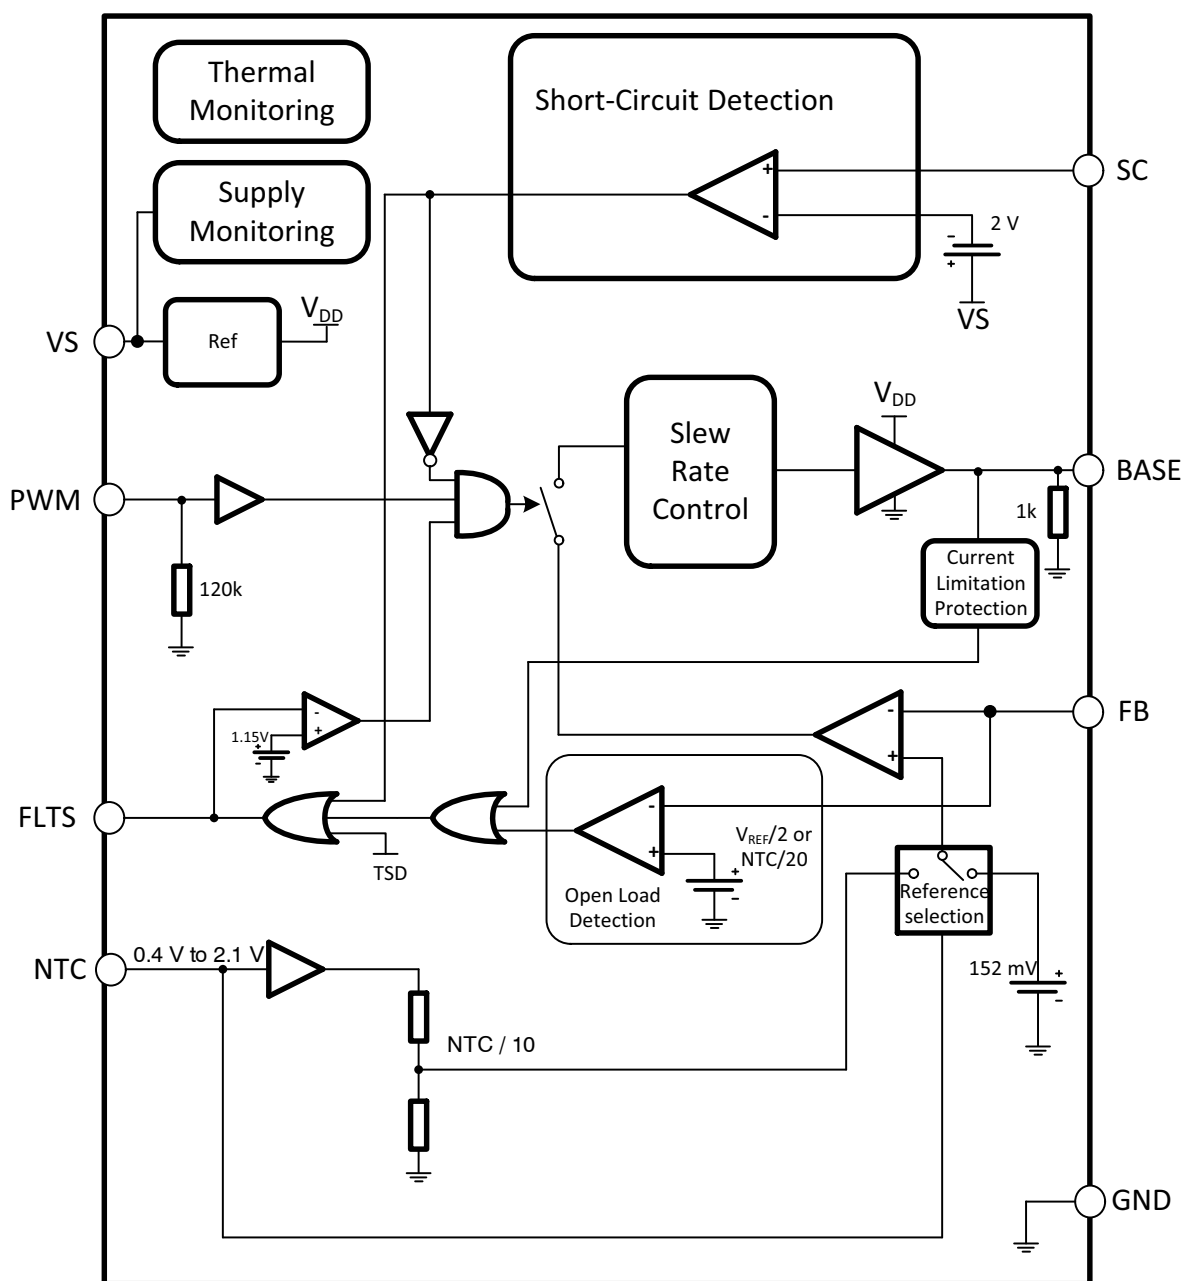 Thermal
Monitoring
Short-Circuit Detection
+
-
SC
Supply
Monitoring
2 V
-
+
VS
VDD
VS
Ref
Slew
Rate
Control
VDD
PWM
BASE
1k
120k
Current
Limitation
Protection
-
+
1.15V
+
-
-
+
FB
FLTS
TSD
-
+
VREF/2 or
NTC/20
+
-
Open Load
Detection
Reference
selection
NTC
0.4 V to 2.1 V
152 mV
+
-
NTC / 10
GND